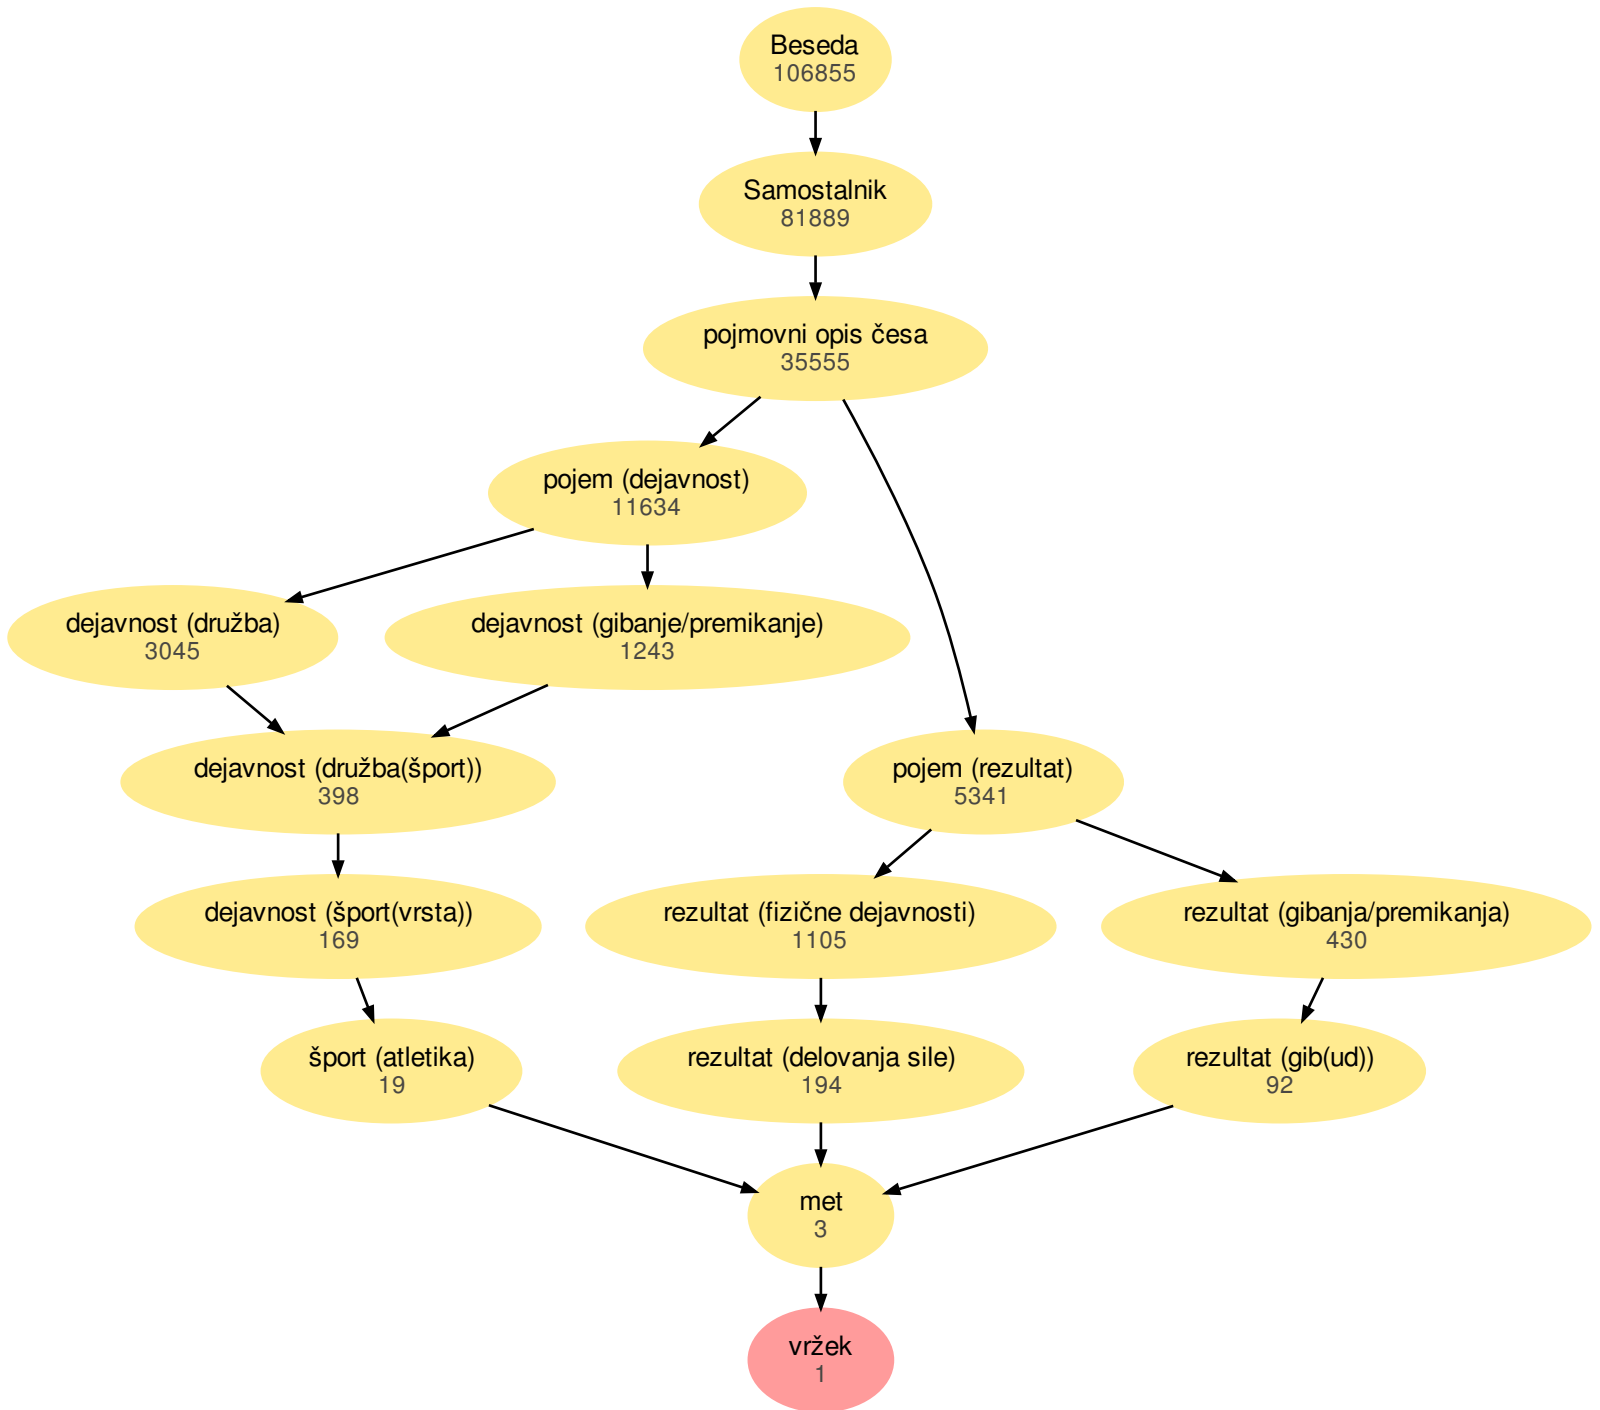 Beseda
106855
Samostalnik
81889
pojmovni opis česa
35555
pojem (dejavnost)
11634
dejavnost (družba)
3045
dejavnost (gibanje/premikanje)
1243
dejavnost (družba(šport))
398
pojem (rezultat)
5341
dejavnost (šport(vrsta))
169
rezultat (fizične dejavnosti)
1105
rezultat (gibanja/premikanja)
430
šport (atletika)
19
rezultat (delovanja sile)
194
rezultat (gib(ud))
92
met
3
vržek
1